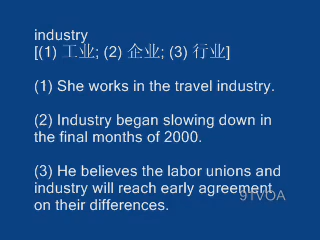 industry
[(1) 工业; (2) 企业; (3) 行业]
(1) She works in the travel industry.
(2) Industry began slowing down in
the final months of 2000.
(3) He believes the labor unions and
industry will reach early agreement
on their differences.
91VOA